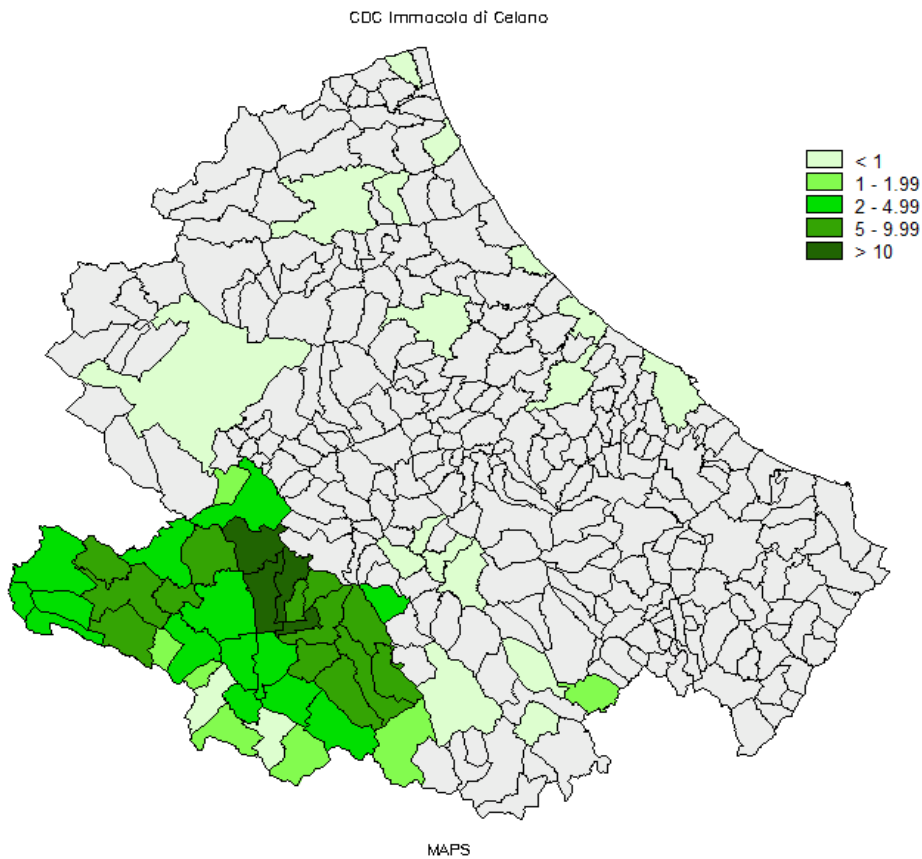 CDC Immacola di Celano
< 1
1 - 1.99
2 - 4.99
5 - 9.99
> 10
MAPS